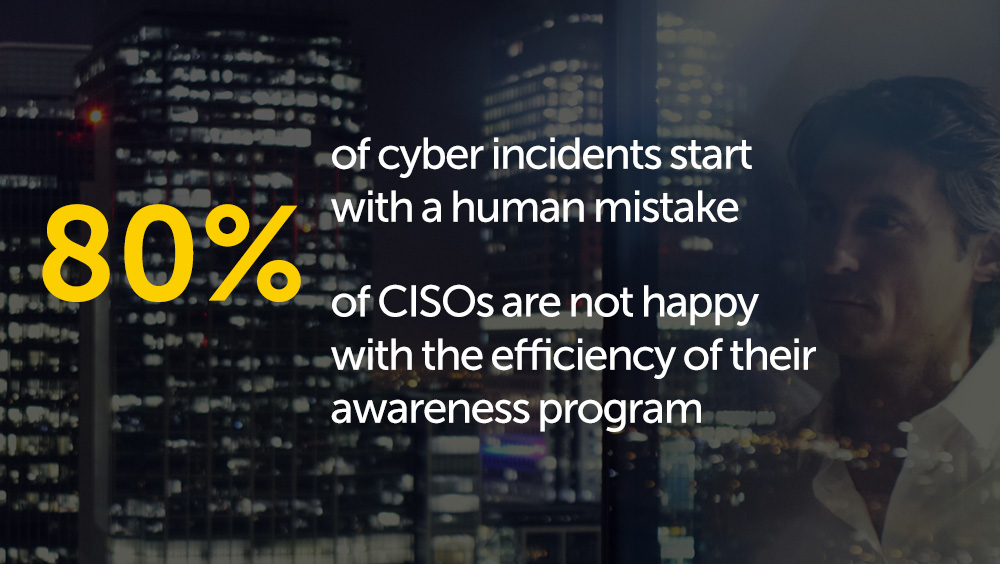 80%
of cyber incidents start
with a human mistake
of CISOs are not happy
with the efficiency of their
awareness program